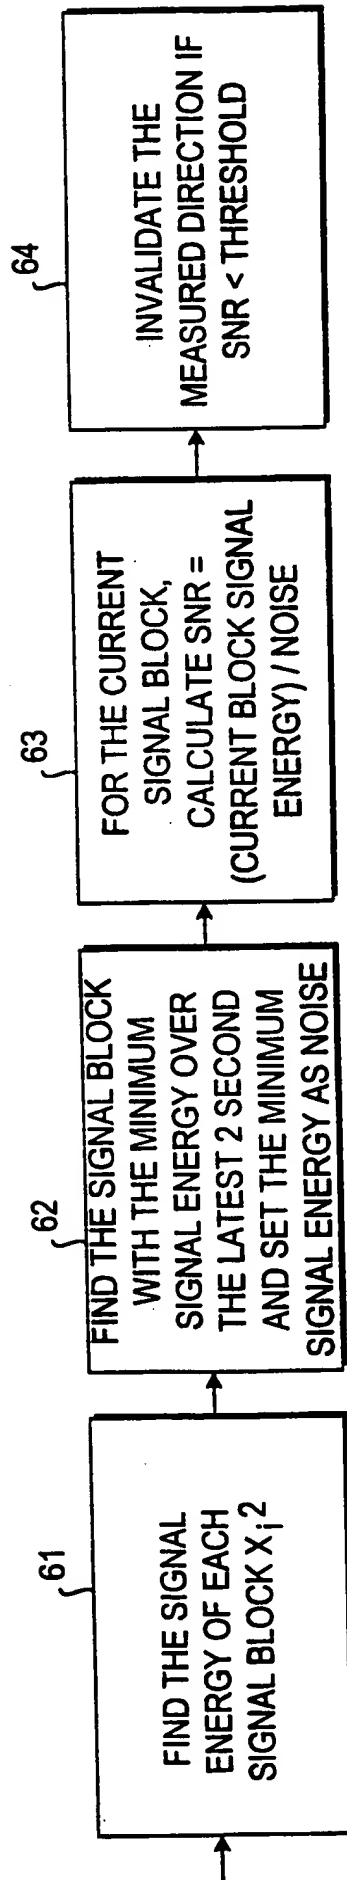 61
FIND THE SIGNAL
ENERGY OF EACH
SIGNAL BLOCK X i 2
62
FIND THE SIGNAL BLOCK
WITH THE MINIMUM
SIGNAL ENERGY OVER
THE LATEST 2 SECOND
AND SET THE MINIMUM
SIGNAL ENERGY AS NOISE
63
FOR THE CURRENT
SIGNAL BLOCK,
CALCULATE SNR =
(CURRENT BLOCK SIGNAL
ENERGY) / NOISE
64
INVALIDATE THE
MEASURED DIRECTION IF
SNR < THRESHOLD